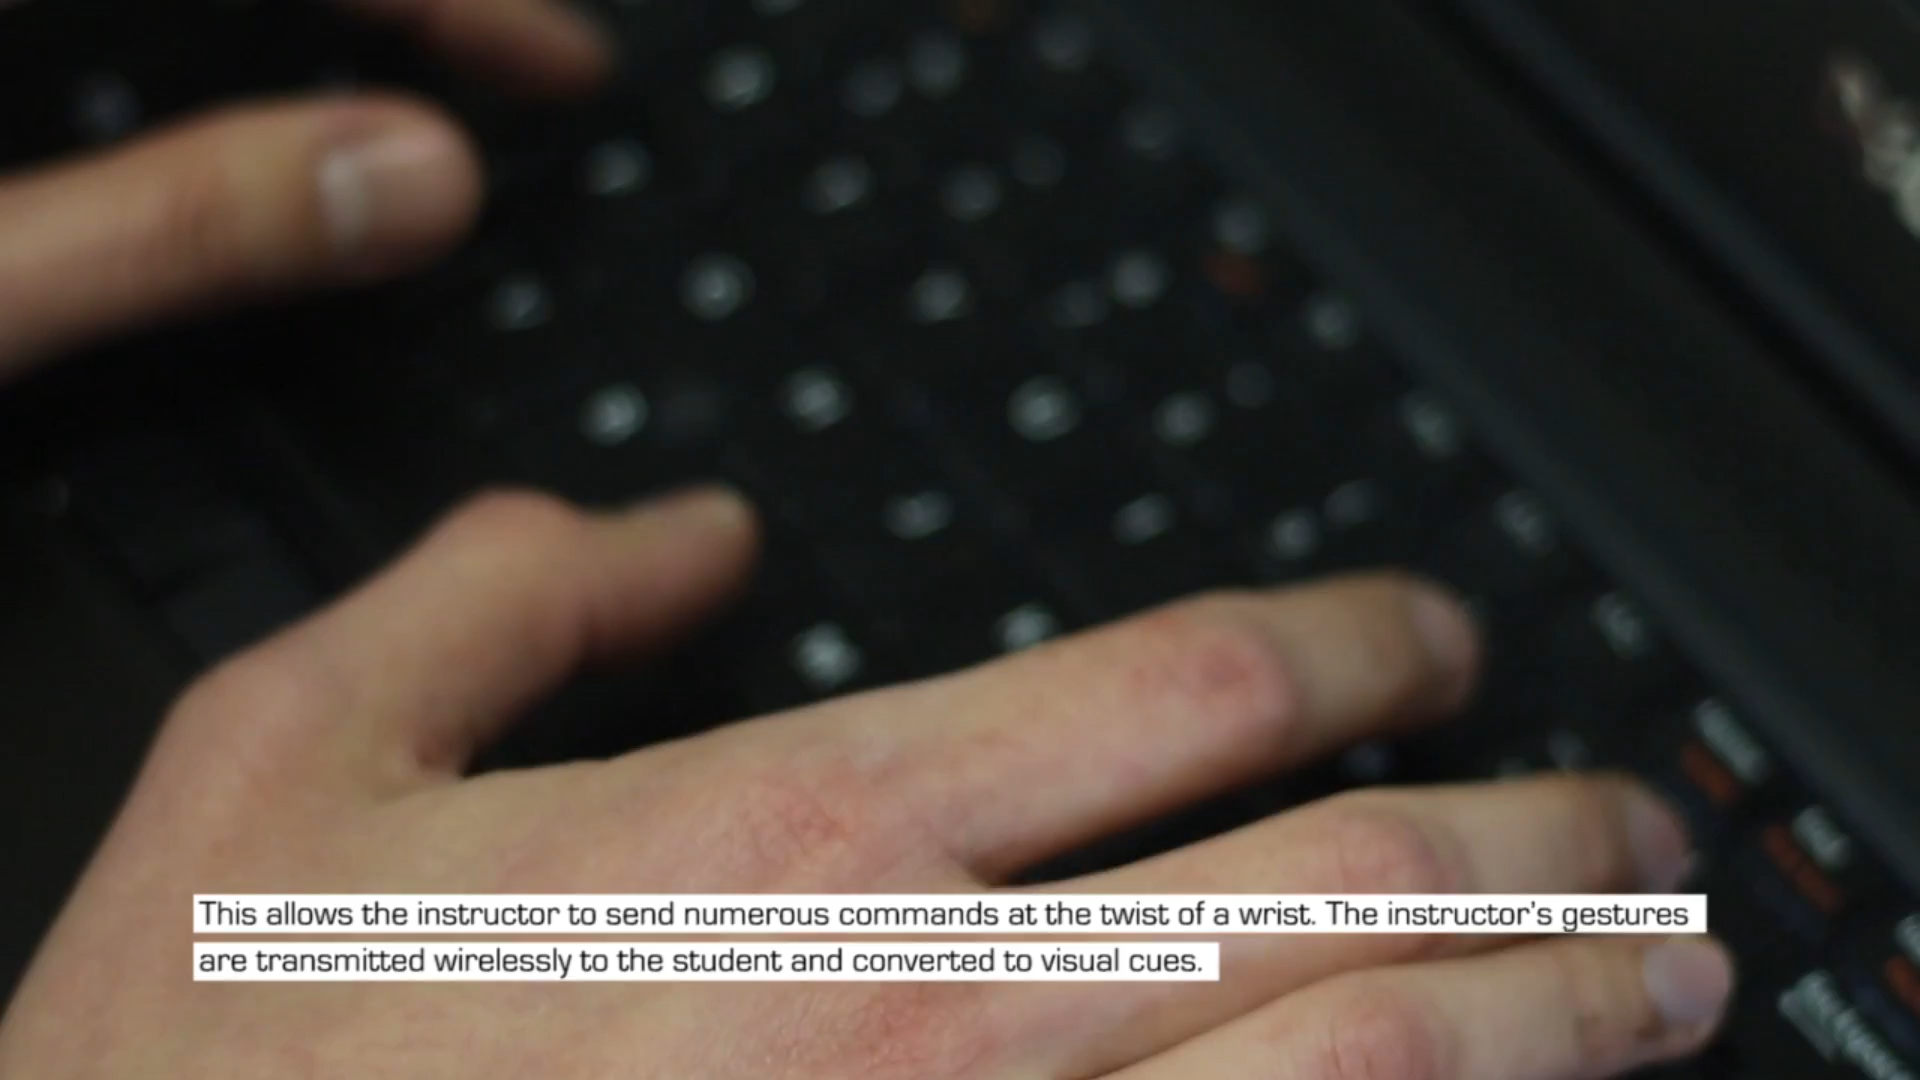 This allows the instructor to send numerous commands at the twist of a wrist. The instructor's gestures
are transmitted wirelessly to the student and converted to visual cues.